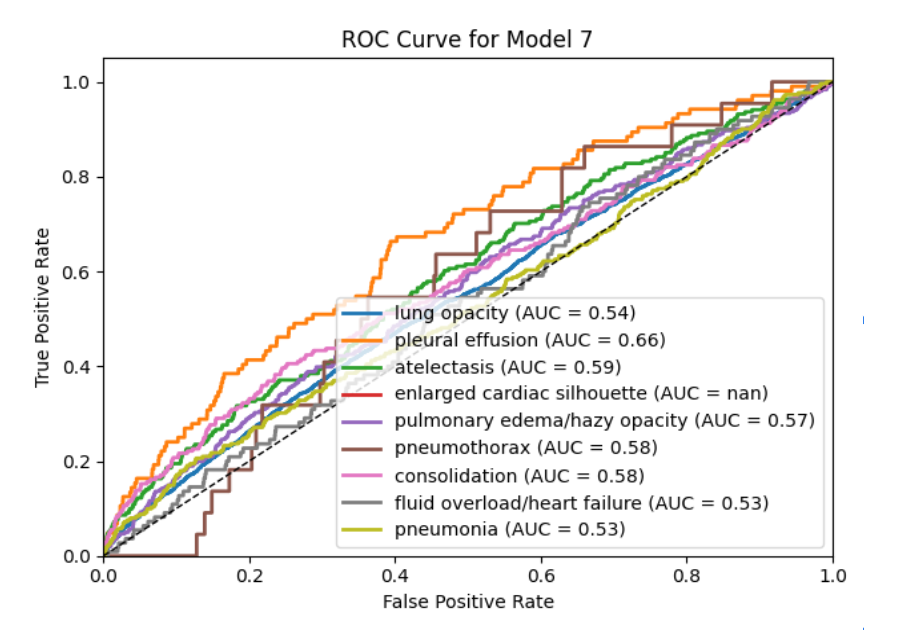 ROC Curve for Model 7
True Positive Rate
1.0
0.8
0.6
0.4
0.2
0.0
lung opacity (AUC = 0.54)
pleural effusion (AUC = 0.66)
atelectasis (AUC = 0.59)
enlarged cardiac silhouette (AUC = nan)
pulmonary edema/hazy opacity (AUC = 0.57)
pneumothorax (AUC = 0.58)
consolidation (AUC = 0.58)
fluid overload/heart failure (AUC = 0.53)
pneumonia (AUC = 0.53)
0.0 0.2 0.4 0.6 0.8 1.0
False Positive Rate